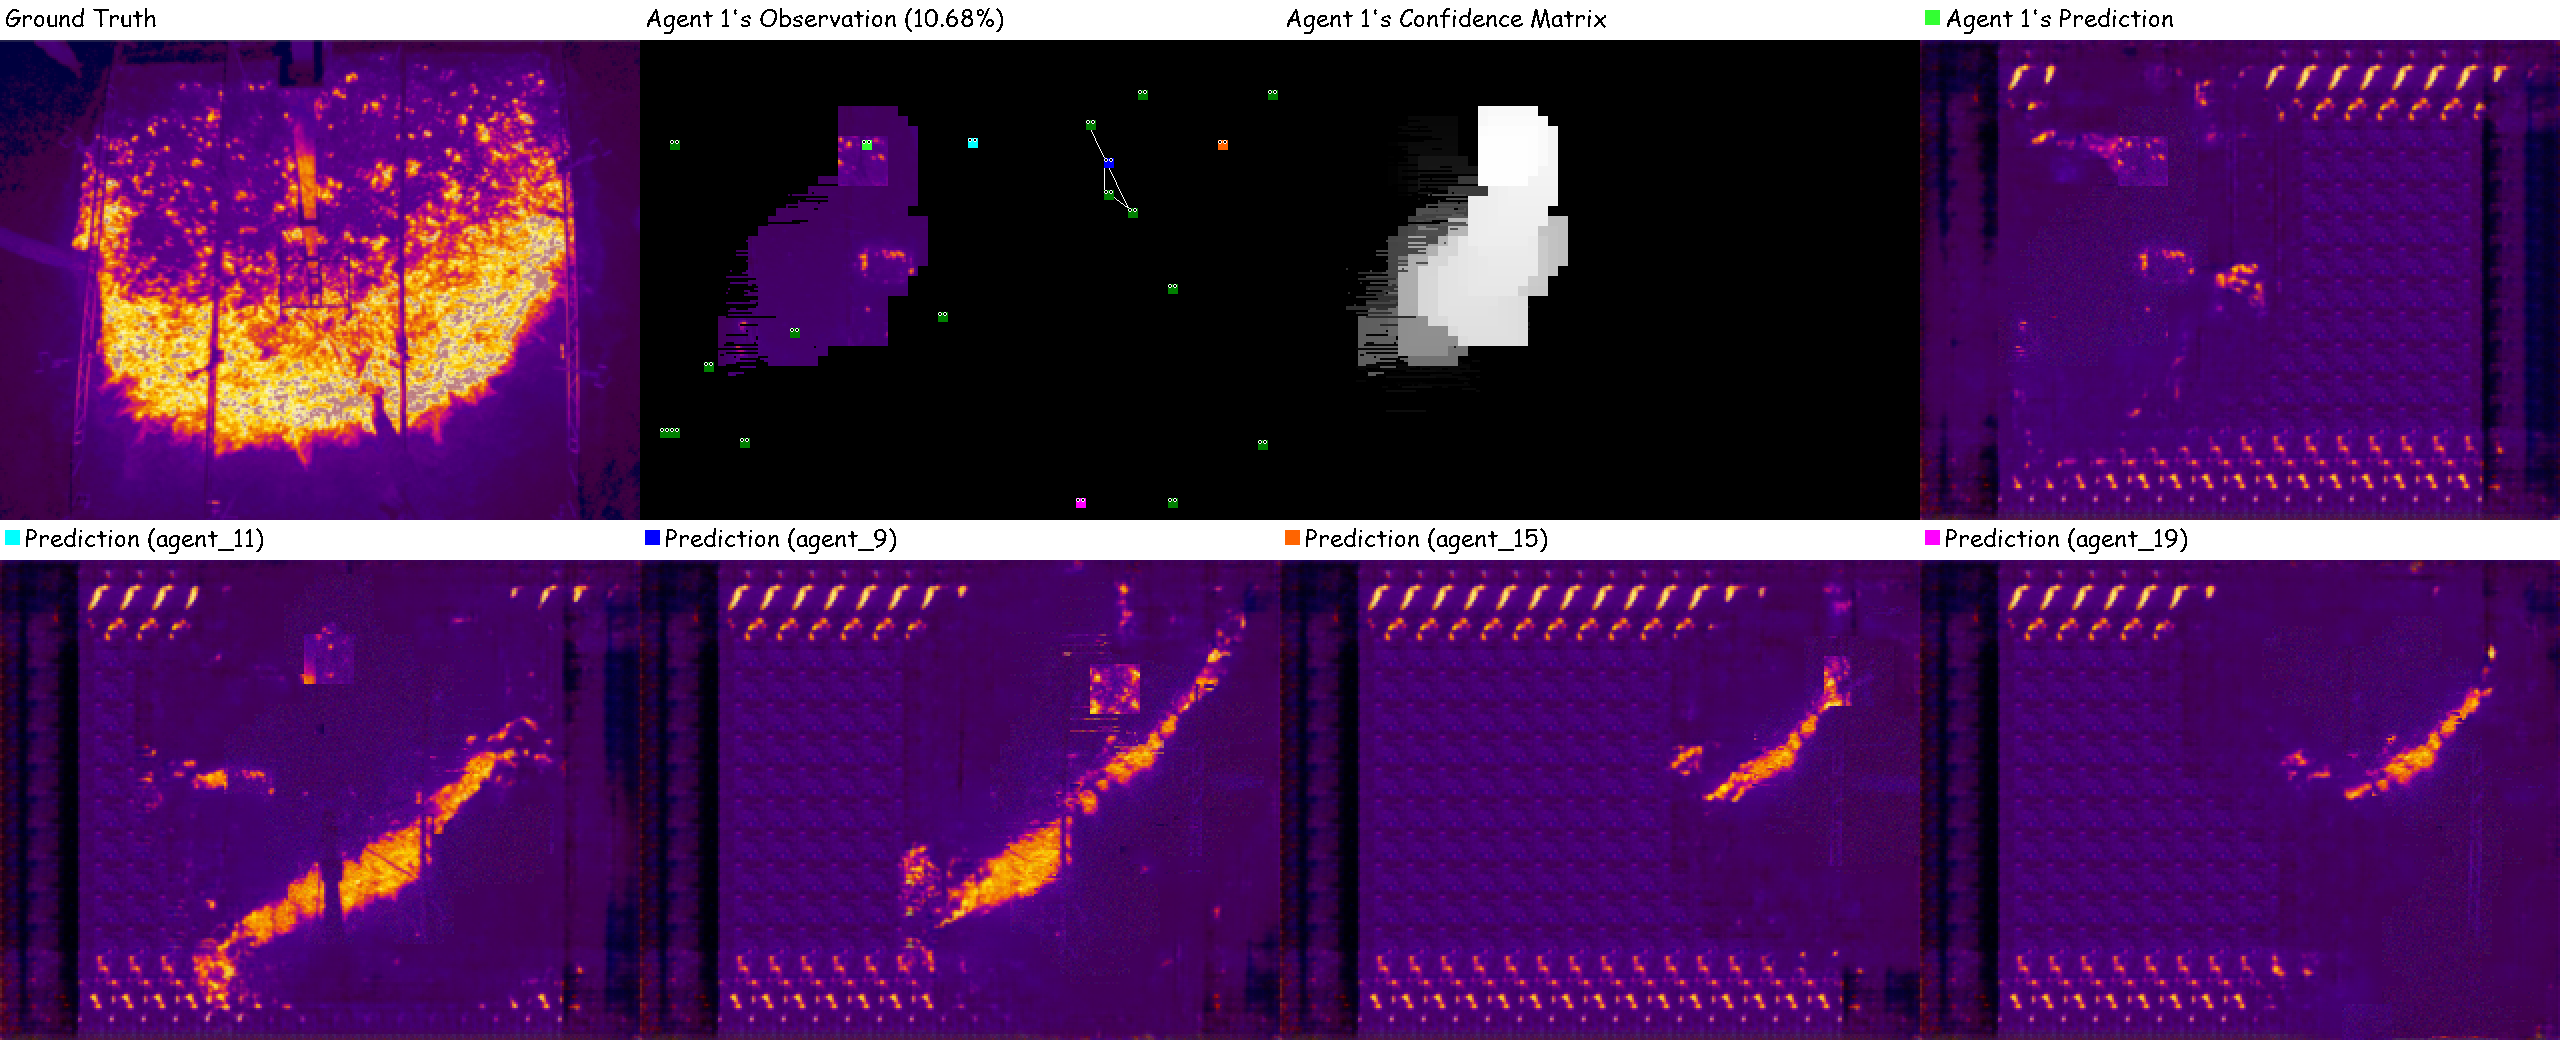 Ground Truth
Agent 1's Observation (10.68%)
Agent 1's Confidence Matrix
Agent 1's Prediction
Prediction (agent_11)
Prediction (agent_9)
Prediction (agent_15)
Prediction (agent_19)